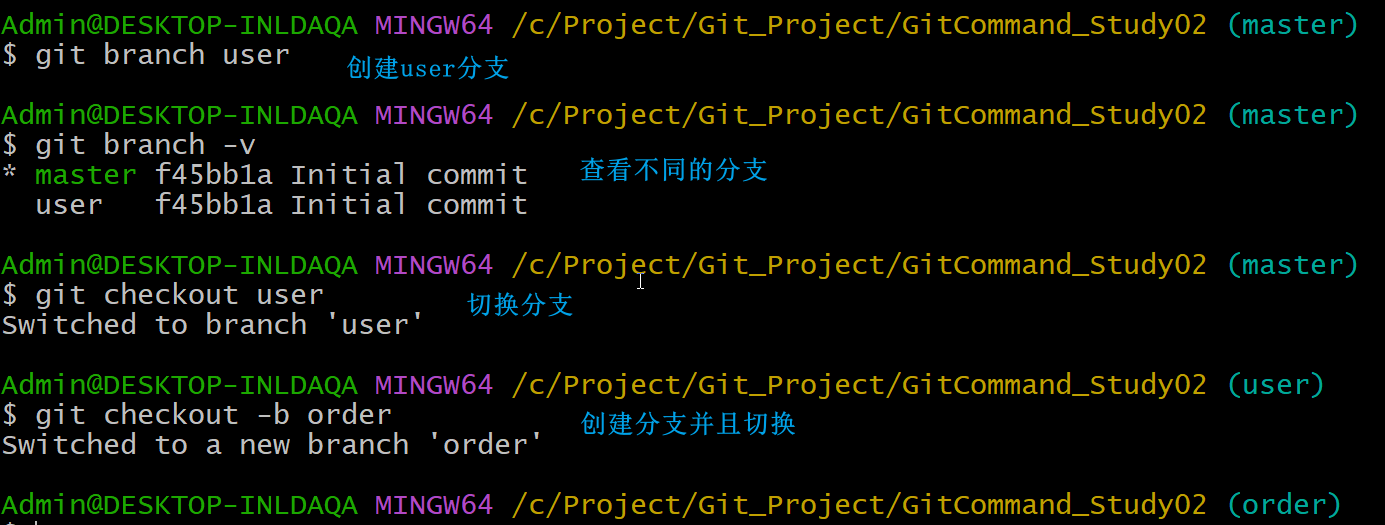 Admin@DESKTOP-INLDAQA MINGW64 /c/Project/Git_Project/GitCommand_Study02 (master)
$ git branch user
创建user分支
Admin@DESKTOP-INLDAQA MINGW64 /c/Project/Git_Project/GitCommand_Study02 (master)
$ git branch -v
* master f45bb1a Initial commit
查看不同的分支
user f45bb1a Initial commit
Admin@DESKTOP-INLDAQA MINGW64 /c/Project/Git_Project/GitCommand_Study02 (master)
$ git checkout user
切换分支
Switched to branch 'user'
Admin@DESKTOP-INLDAQA MINGW64 /c/Project/Git_Project/GitCommand_Study02 (user)
$ git checkout -b order
创建分支并且切换
Switched to a new branch 'order'
Admin@DESKTOP-INLDAQA MINGW64 /c/Project/Git_Project/GitCommand_Study02 (order)